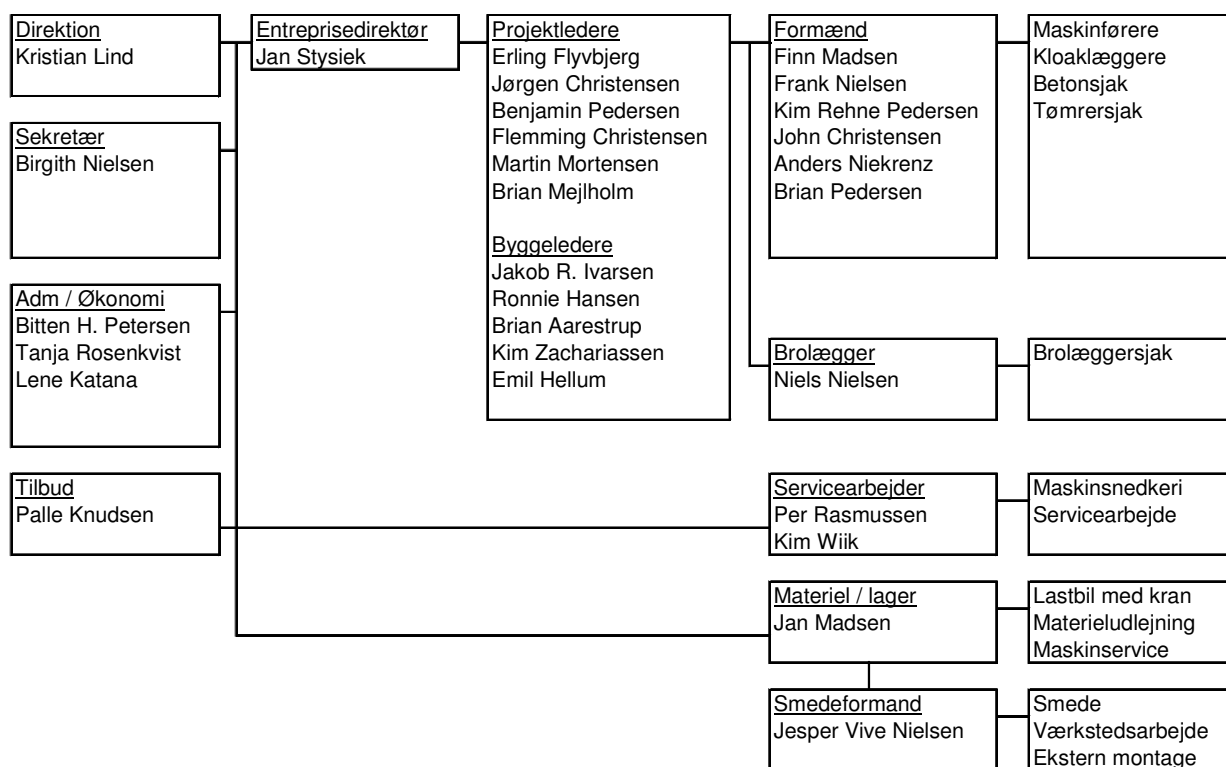 Direktion
Kristian Lind
Sekretær
Birgith Nielsen
Adm / Økonomi
Bitten H. Petersen
Tanja Rosenkvist
Lene Katana
Tilbud
Palle Knudsen
Entreprisedirektør
Jan Stysiek
Projektledere
Erling Flyvbjerg
Jørgen Christensen
Benjamin Pedersen
Flemming Christensen
Martin Mortensen
Brian Mejlholm
Byggeledere
Jakob R. Ivarsen
Ronnie Hansen
Brian Aarestrup
Kim Zachariassen
Emil Hellum
Formænd
Finn Madsen
Frank Nielsen
Kim Rehne Pedersen
John Christensen
Anders Niekrenz
Brian Pedersen
Maskinførere
Kloaklæggere
Betonsjak
Tømrersjak
Brolægger
Niels Nielsen
Brolæggersjak
Servicearbejder
Per Rasmussen
Kim Wiik
Maskinsnedkeri
Servicearbejde
Materiel / lager
Jan Madsen
Lastbil med kran
Materieludlejning
Maskinservice
Smedeformand
Jesper Vive Nielsen
Smede
Værkstedsarbejde
Ekstern montage